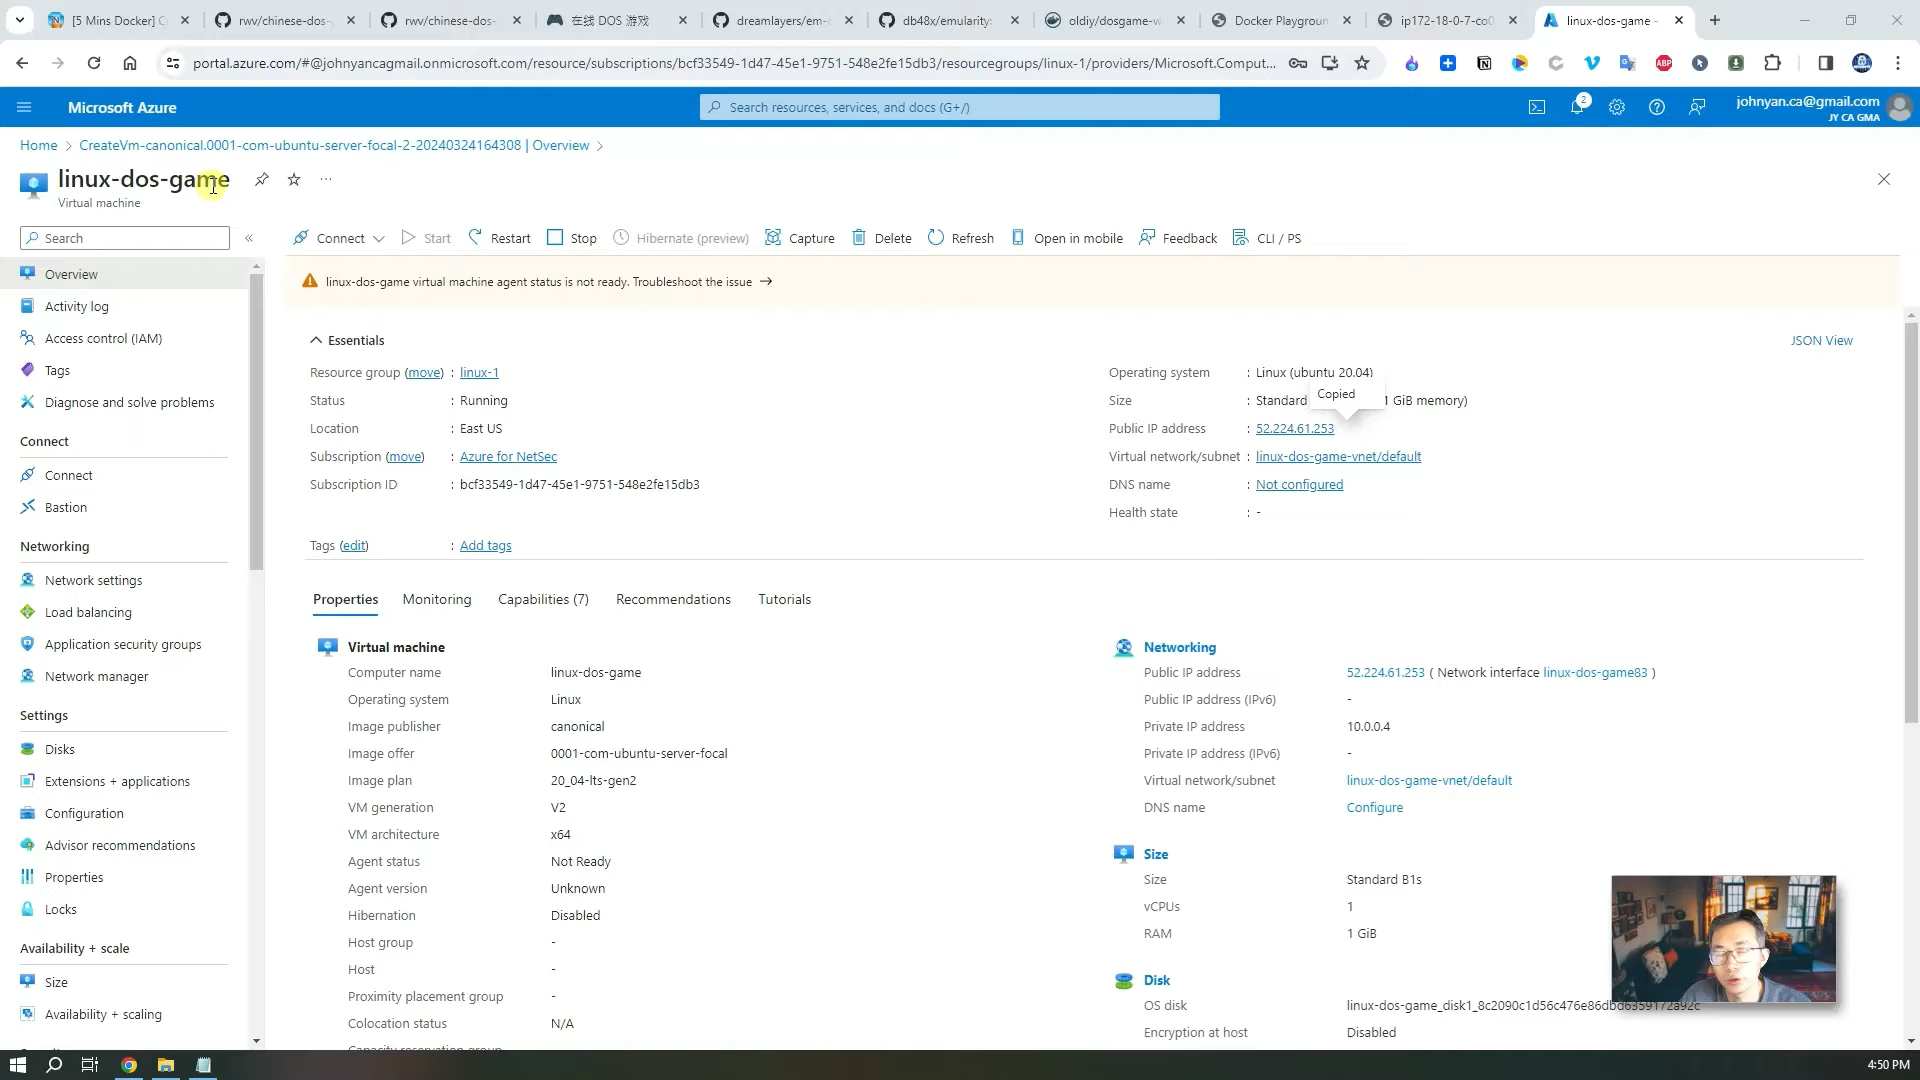 [5 Mins Docker]
rwv/chinese-dos-
rwv/chinese-dos-
在线 DOS 游戏
dreamlayers/em-
db48x/emularity:
oldiy/dosgame-w
Docker Playgroun
ip172-18-0-7-co0
linux-dos-game -
portal.azure.com/#@johnyancagmail.onmicrosoft.com/resource/subscriptions/bcf33549-1d47-45e1-9751-548e2fe15db3/resourcegroups/linux-1/providers/Microsoft.Comput...
Microsoft Azure
Search resources, services, and docs (G+/)
2
johnyan.ca@gmail.com
JY CA GMA
Home > CreateVm-canonical.0001-com-ubuntu-server-focal-2-20240324164308 | Overview >
linux-dos-game
Virtual machine
Search
Connect
Start
Restart
Stop
Hibernate (preview)
Capture
Delete
Refresh
Open in mobile
Feedback
CLI / PS
linux-dos-game virtual machine agent status is not ready. Troubleshoot the issue →
Overview
Activity log
Access control (IAM)
Tags
Diagnose and solve problems
Connect
Connect
Bastion
Networking
Network settings
Load balancing
Application security groups
Network manager
Settings
Disks
Extensions + applications
Configuration
Advisor recommendations
Properties
Locks
Availability + scale
Size
Availability + scaling
Essentials
JSON View
Resource group (move) : linux-1
Status : Running
Location : East US
Subscription (move) : Azure for NetSec
Subscription ID : bcf33549-1d47-45e1-9751-548e2fe15db3
Operating system : Linux (ubuntu 20.04)
Copied
Size : Standard 1 GiB memory)
Public IP address : 52.224.61.253
Virtual network/subnet : linux-dos-game-vnet/default
DNS name : Not configured
Health state : -
Tags (edit) : Add tags
Properties
Monitoring
Capabilities (7)
Recommendations
Tutorials
Virtual machine
Computer name linux-dos-game
Operating system Linux
Image publisher canonical
Image offer 0001-com-ubuntu-server-focal
Image plan 20_04-lts-gen2
VM generation V2
VM architecture x64
Agent status Not Ready
Agent version Unknown
Hibernation Disabled
Host group -
Host -
Proximity placement group -
Colocation status N/A
Networking
Public IP address 52.224.61.253 ( Network interface linux-dos-game83 )
Public IP address (IPv6) -
Private IP address 10.0.0.4
Private IP address (IPv6) -
Virtual network/subnet linux-dos-game-vnet/default
DNS name Configure
Size
Size Standard B1s
vCPUs 1
RAM 1 GiB
Disk
OS disk linux-dos-game_disk1_8c2090c1d56c476e86dbd6359172a92c
Encryption at host Disabled
4:50 PM